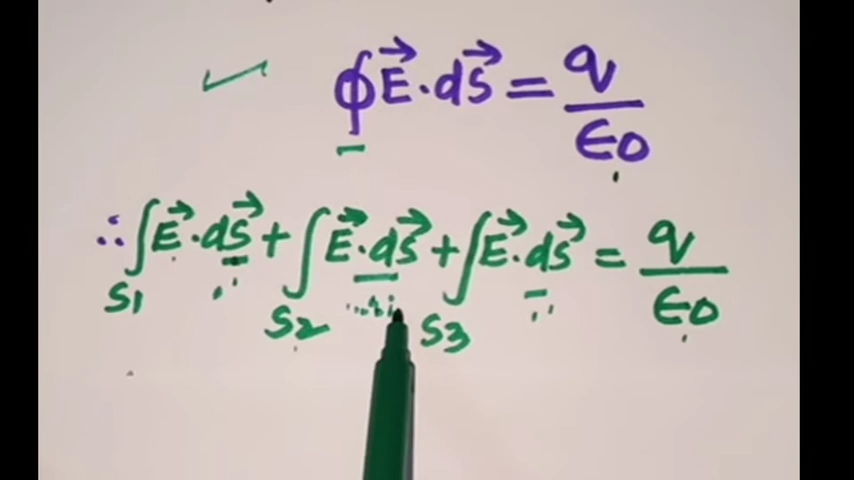 ∮E⃗.dS⃗ = q/ϵ0
∴ ∫S1 E⃗.dS⃗ + ∫S2 E⃗.dS⃗ + ∫S3 E⃗.dS⃗ = q/ϵ0